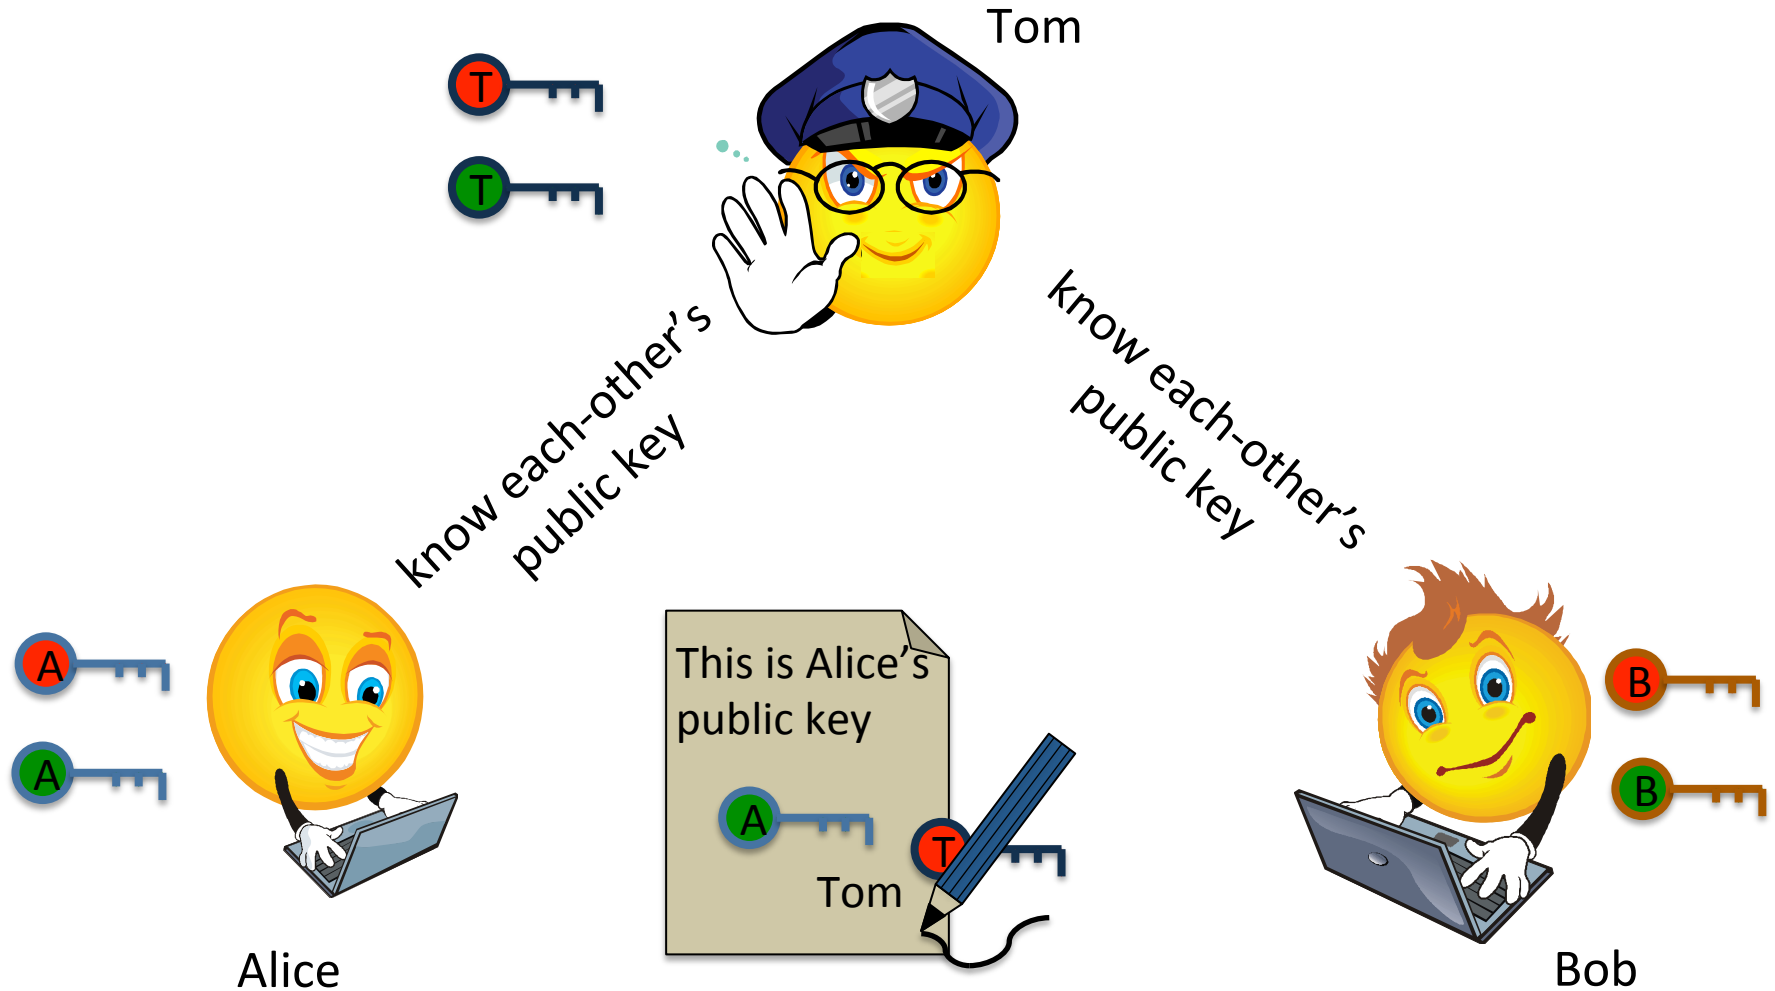 Tom
T
T
know each-other's
public key
know each-other's
public key
A
A
This is Alice's
public key
A
T
Tom
B
B
Alice
Bob